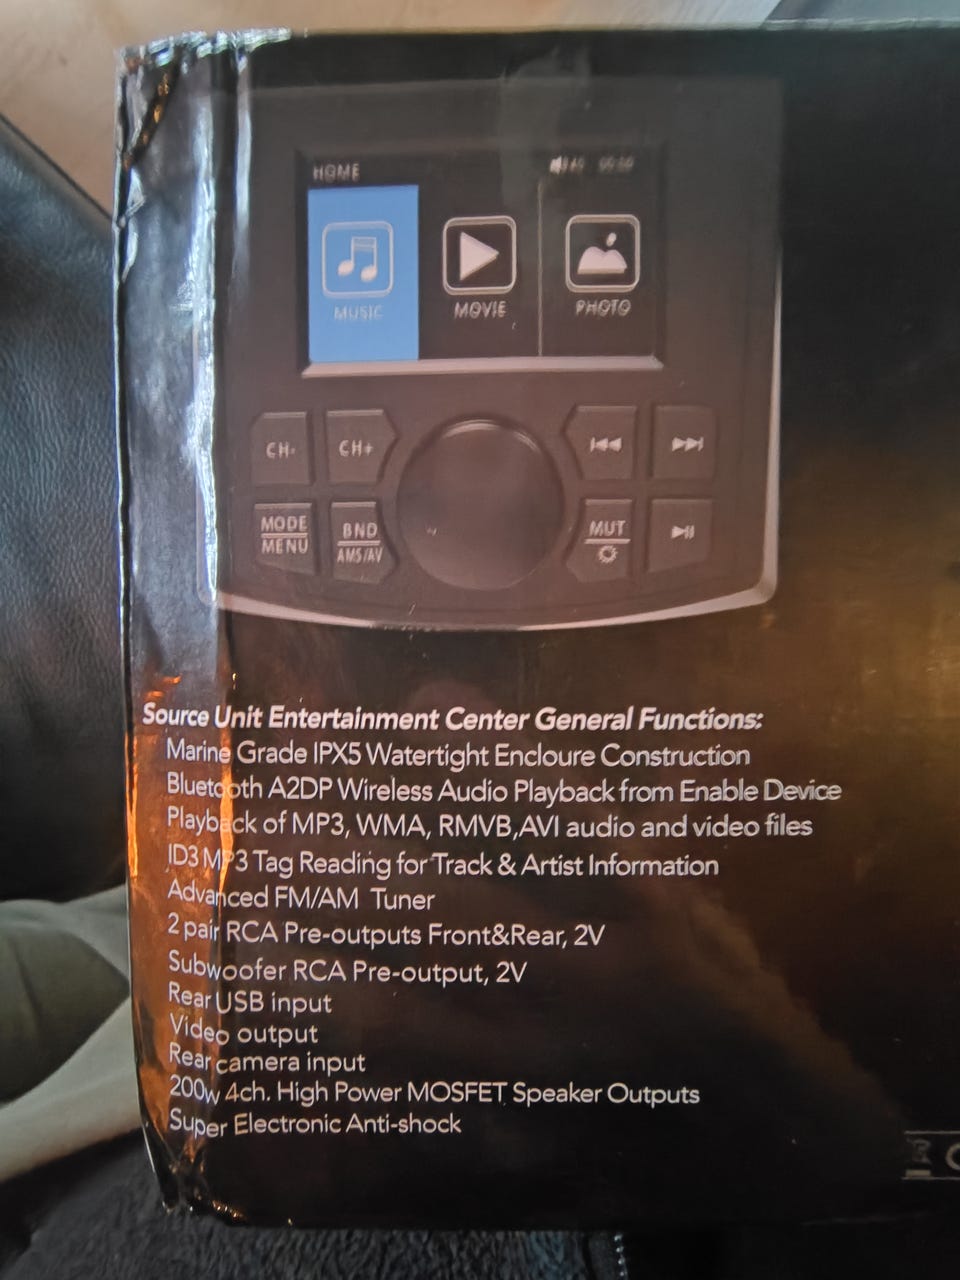 HOME
MUSIC
MOVIE
PHOTO
CH-
CH+
MODE
MENU
BND
AMS/AV
MUT
Source Unit Entertainment Center General Functions:
Marine Grade IPX5 Watertight Encloure Construction
Bluetooth A2DP Wireless Audio Playback from Enable Device
Playback of MP3, WMA, RMVB,AVI audio and video files
ID3 MP3 Tag Reading for Track & Artist Information
Advanced FM/AM Tuner
2 pair RCA Pre-outputs Front&Rear, 2V
Subwoofer RCA Pre-output, 2V
Rear USB input
Video output
Rear camera input
200w 4ch. High Power MOSFET Speaker Outputs
Super Electronic Anti-shock